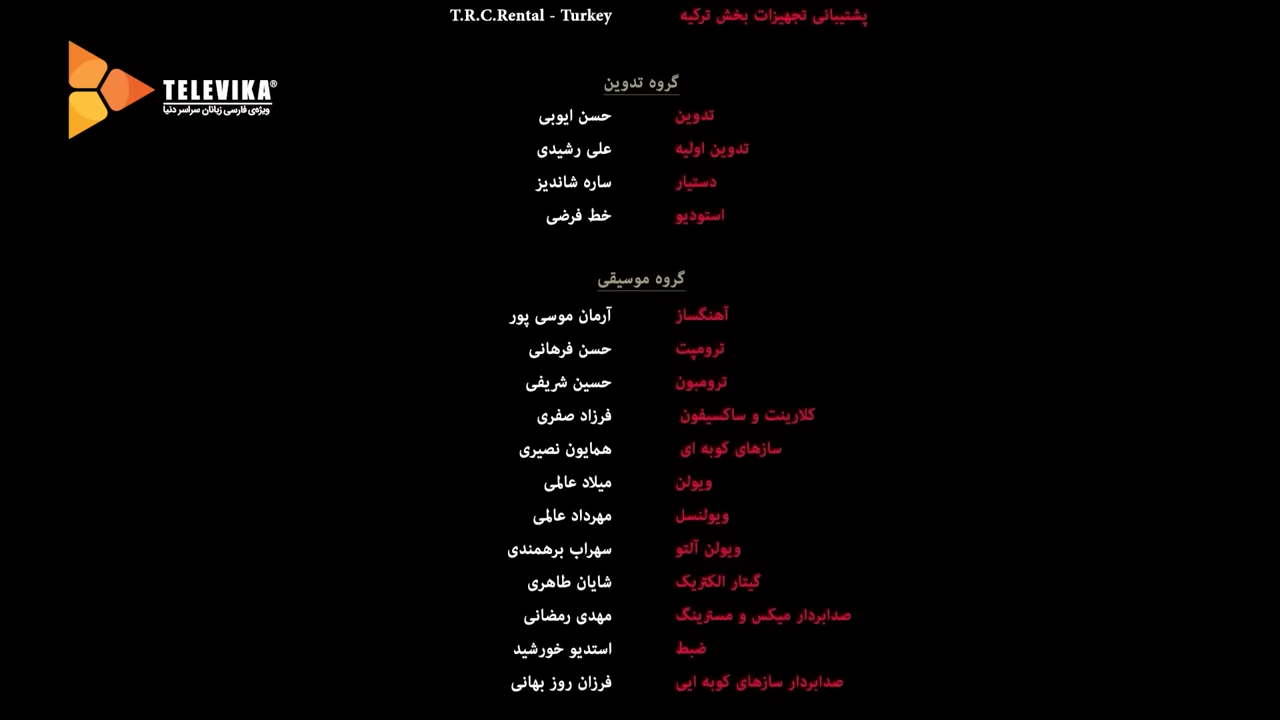 پشتیبانی تجهیزات بخش ترکیه T.R.C.Rental - Turkey
TELEVIKA®
ویژه‌ی فارسی زبانان سراسر دنیا
گروه تدوین
تدوین حسن ایوبی
تدوین اولیه علی رشیدی
دستیار ساره شاندیز
استودیو خط فرضی
گروه موسیقی
آهنگساز آرمان موسی پور
ترومپت حسن فرهانی
ترومبون حسین شریفی
کلارینت و ساکسیفون فرزاد صفری
سازهای کوبه ای همایون نصیری
ویولن میلاد عالمی
ویولنسل مهرداد عالمی
ویولن آلتو سهراب برهمندی
گیتار الکتریک شایان طاهری
صدابردار میکس و مسترینگ مهدی رمضانی
ضبط استدیو خورشید
صدابردار سازهای کوبه ایی فرزان روز بهانی